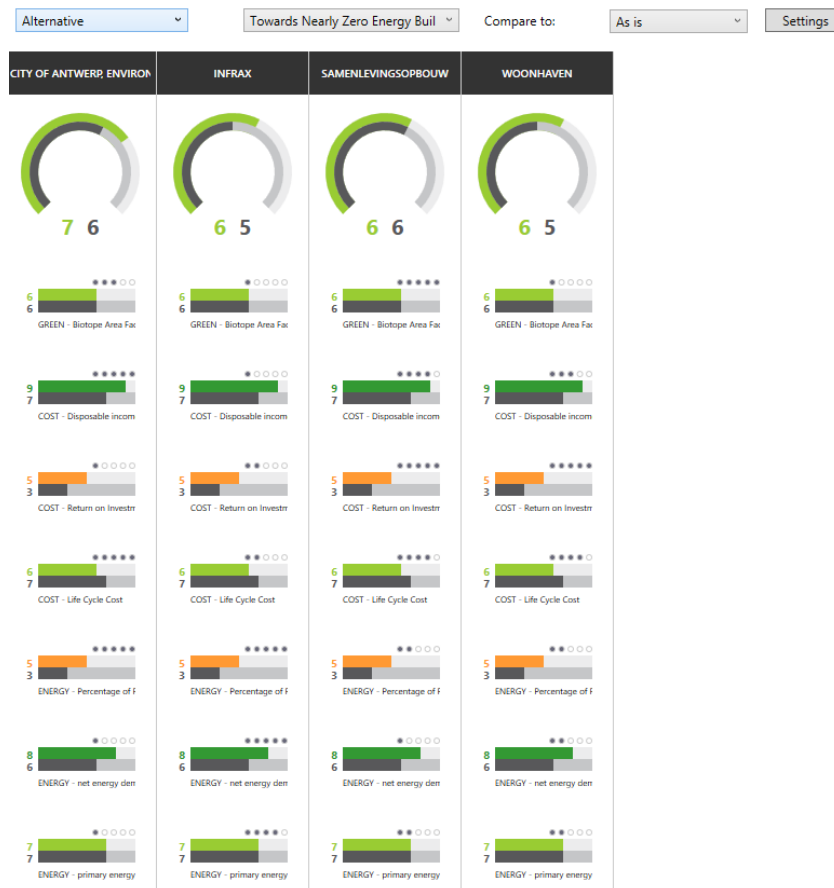 Alternative Towards Nearly Zero Energy Buil Compare to: As is Settings
CITY OF ANTWERP, ENVIRON INFRAX SAMENLEVINGSOPBOUW WOONHAVEN
7 6 6 5 6 6 6 5
6 6 6 6
6 6 6 6
GREEN - Biotope Area Fac GREEN - Biotope Area Fac GREEN - Biotope Area Fac GREEN - Biotope Area Fac
9 9 9 9
7 7 7 7
COST - Disposable incom COST - Disposable incom COST - Disposable incom COST - Disposable incom
5 5 5 5
3 3 3 3
COST - Return on Investm COST - Return on Investm COST - Return on Investm COST - Return on Investm
6 6 6 6
7 7 7 7
COST - Life Cycle Cost COST - Life Cycle Cost COST - Life Cycle Cost COST - Life Cycle Cost
5 5 5 5
3 3 3 3
ENERGY - Percentage of F ENERGY - Percentage of F ENERGY - Percentage of F ENERGY - Percentage of F
8 8 8 8
6 6 6 6
ENERGY - net energy dem ENERGY - net energy dem ENERGY - net energy dem ENERGY - net energy dem
7 7 7 7
7 7 7 7
ENERGY - primary energy ENERGY - primary energy ENERGY - primary energy ENERGY - primary energy